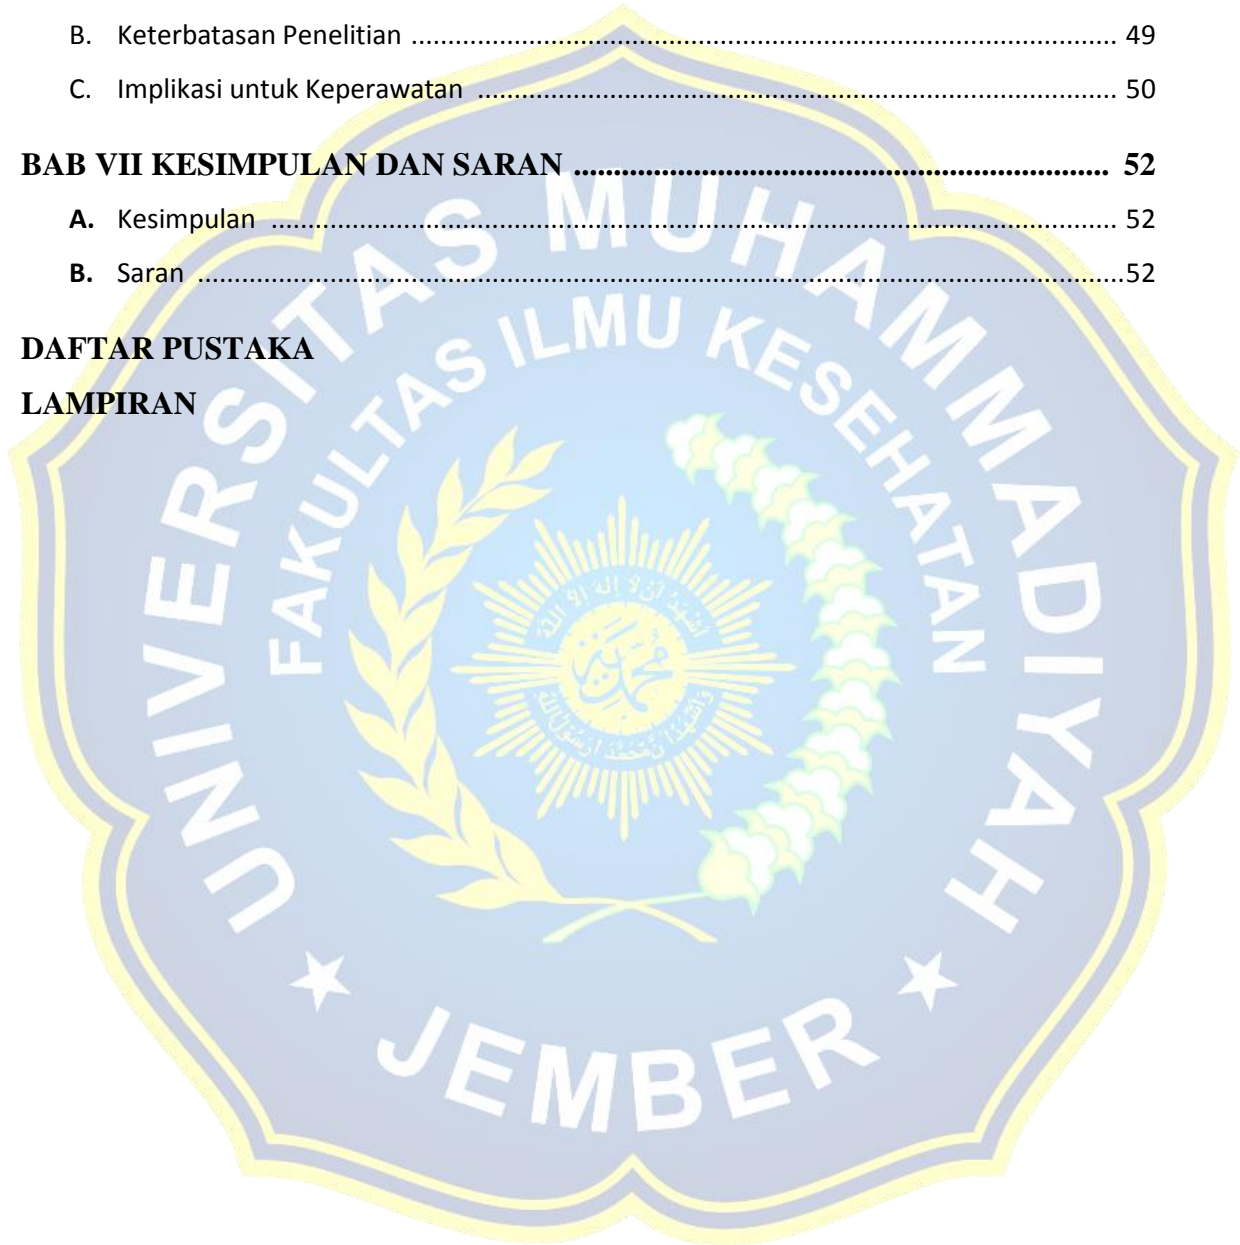 B. Keterbatasan Penelitian ................................................................................ 49
C. Implikasi untuk Keperawatan ........................................................................ 50
BAB VII KESIMPULAN DAN SARAN ................................................................ 52
A. Kesimpulan ................................................................................................ 52
B. Saran .........................................................................................................52
DAFTAR PUSTAKA
LAMPIRAN
UNIVERSITAS MUHAMMADIYAH
FAKULTAS ILMU KESEHATAN
محمدية
JEMBER